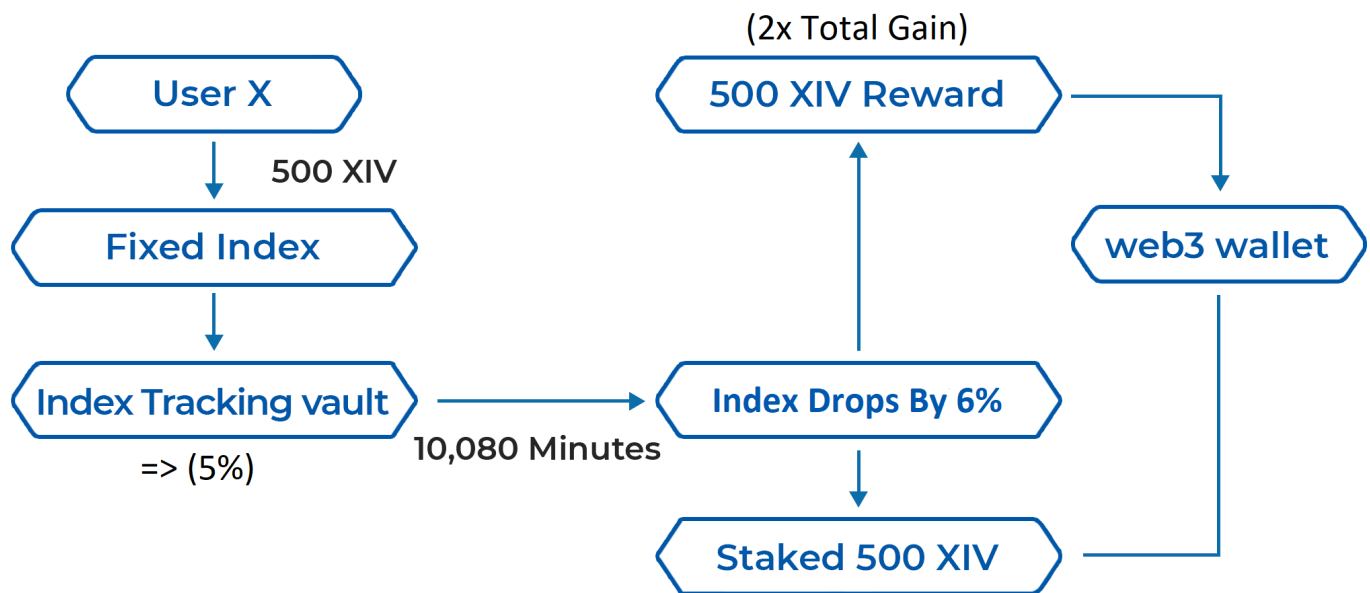 User X
500 XIV
Fixed Index
Index Tracking vault
=> (5%)
10,080 Minutes
(2x Total Gain)
500 XIV Reward
Index Drops By 6%
Staked 500 XIV
web3 wallet